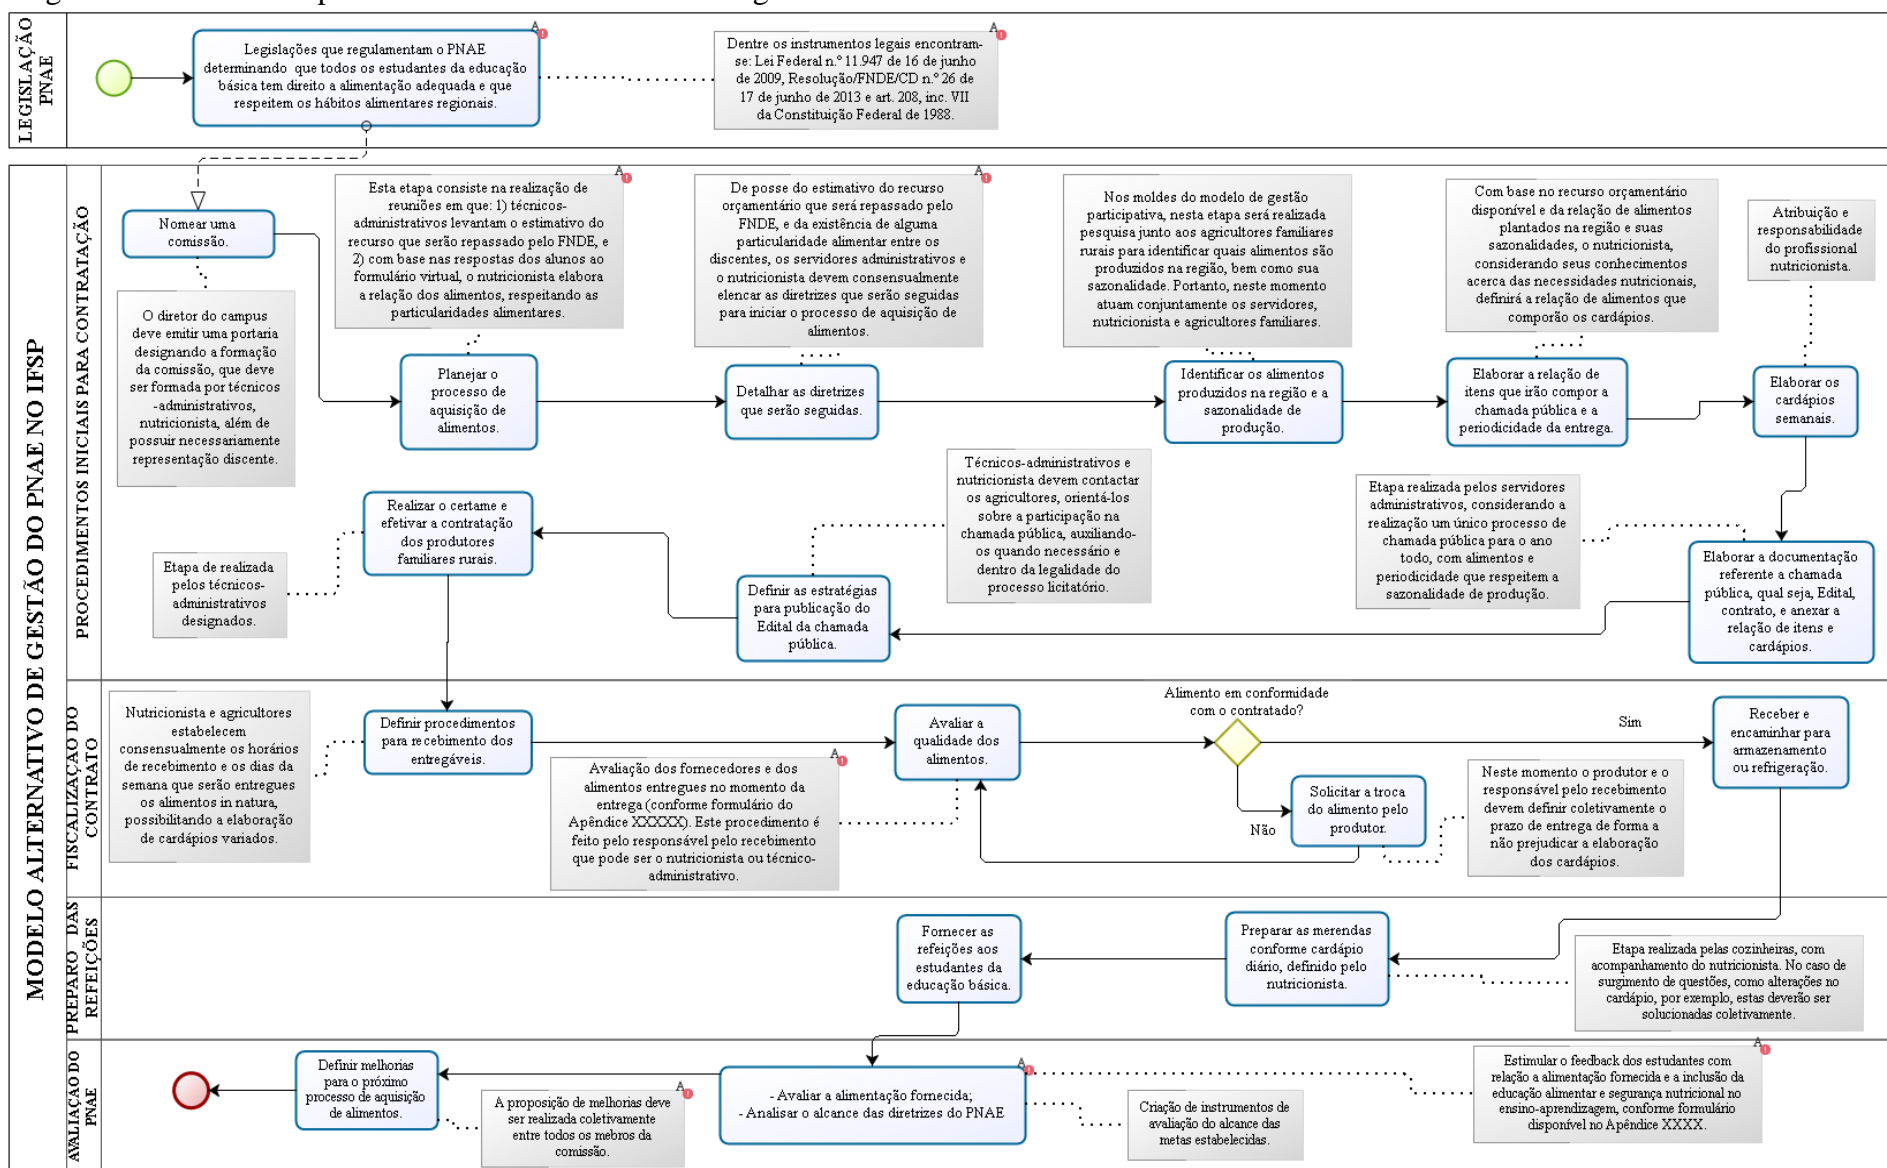 LEGISLAÇÃO
PNAE
Legislações que regulamentam o PNAE
determinando que todos os estudantes da educação
básica tem direito a alimentação adequada e que
respeitem os hábitos alimentares regionais.
A
Dentre os instrumentos legais encontram-
se: Lei Federal n.º 11.947 de 16 de junho
de 2009, Resolução/FNDE/CD n.º 26 de
17 de junho de 2013 e art. 208, inc. VII
da Constituição Federal de 1988.
A
MODELO ALTERNATIVO DE GESTÃO DO PNAE NO IFSP
PROCEDIMENTOS INICIAIS PARA CONTRATAÇÃO
Nomear uma
comissão.
O diretor do campus
deve emitir uma portaria
designando a formação
da comissão, que deve
ser formada por técnicos
-administrativos,
nutricionista, além de
possuir necessariamente
representação discente.
Esta etapa consiste na realização de
reuniões em que: 1) técnicos-
administrativos levantam o estimativo do
recurso que serão repassado pelo FNDE, e
2) com base nas respostas dos alunos ao
formulário virtual, o nutricionista elabora
a relação dos alimentos, respeitando as
particularidades alimentares.
A
Planejar o
processo de
aquisição de
alimentos.
De posse do estimativo do recurso
orçamentário que será repassado pelo
FNDE, e da existência de alguma
particularidade alimentar entre os
discentes, os servidores administrativos e
o nutricionista devem consensualmente
elencar as diretrizes que serão seguidas
para iniciar o processo de aquisição de
alimentos.
A
Detalhar as diretrizes
que serão seguidas.
Nos moldes do modelo de gestão
participativa, nesta etapa será realizada
pesquisa junto aos agricultores familiares
rurais para identificar quais alimentos são
produzidos na região, bem como sua
sazonalidade. Portanto, neste momento
atuam conjuntamente os servidores,
nutricionista e agricultores familiares.
Identificar os alimentos
produzidos na região e a
sazonalidade de
produção.
Com base no recurso orçamentário
disponível e da relação de alimentos
plantados na região e suas
sazonalidades, o nutricionista,
considerando seus conhecimentos
acerca das necessidades nutricionais,
definirá a relação de alimentos que
comporão os cardápios.
Elaborar a relação de
itens que irão compor a
chamada pública e a
periodicidade da entrega.
Atribuição e
responsabilidade
do profissional
nutricionista.
Elaborar os
cardápios
semanais.
Etapa realizada pelos servidores
administrativos, considerando a
realização um único processo de
chamada pública para o ano
todo, com alimentos e
periodicidade que respeitem a
sazonalidade de produção.
Elaborar a documentação
referente a chamada
pública, qual seja, Edital,
contrato, e anexar a
relação de itens e
cardápios.
Técnicos-administrativos e
nutricionista devem contactar
os agricultores, orientá-los
sobre a participação na
chamada pública, auxiliando-
os quando necessário e
dentro da legalidade do
processo licitatório.
Definir as estratégias
para publicação do
Edital da chamada
pública.
Realizar o certame e
efetivar a contratação
dos produtores
familiares rurais.
Etapa de realizada
pelos técnicos-
administrativos
designados.
FISCALIZAÇÃO DO
CONTRATO
Nutricionista e agricultores
estabelecem
consensualmente os horários
de recebimento e os dias da
semana que serão entregues
os alimentos in natura,
possibilitando a elaboração
de cardápios variados.
Definir procedimentos
para recebimento dos
entregáveis.
Avaliação dos fornecedores e dos
alimentos entregues no momento da
entrega (conforme formulário do
Apêndice XXXXX). Este procedimento é
feito pelo responsável pelo recebimento
que pode ser o nutricionista ou técnico-
administrativo.
A
Avaliar a
qualidade dos
alimentos.
Alimento em conformidade
com o contratado?
Sim
Não
Solicitar a troca
do alimento pelo
produtor.
Neste momento o produtor e o
responsável pelo recebimento
devem definir coletivamente o
prazo de entrega de forma a
não prejudicar a elaboração
dos cardápios.
Receber e
encaminhar para
armazenamento
ou refrigeração.
PREPARO DAS
REFEIÇÕES
Fornecer as
refeições aos
estudantes da
educação básica.
Preparar as merendas
conforme cardápio
diário, definido pelo
nutricionista.
Etapa realizada pelas cozinheiras, com
acompanhamento do nutricionista. No caso de
surgimento de questões, como alterações no
cardápio, por exemplo, estas deverão ser
solucionadas coletivamente.
AVALIAÇÃO DO
PNAE
Definir melhorias
para o próximo
processo de aquisição
de alimentos.
A proposição de melhorias deve
ser realizada coletivamente
entre todos os mebros da
comissão.
A
- Avaliar a alimentação fornecida;
- Analisar o alcance das diretrizes do PNAE
A
Criação de instrumentos de
avaliação do alcance das
metas estabelecidas.
Estimular o feedback dos estudantes com
relação a alimentação fornecida e a inclusão da
educação alimentar e segurança nutricional no
ensino-aprendizagem, conforme formulário
disponível no Apêndice XXXX.
A